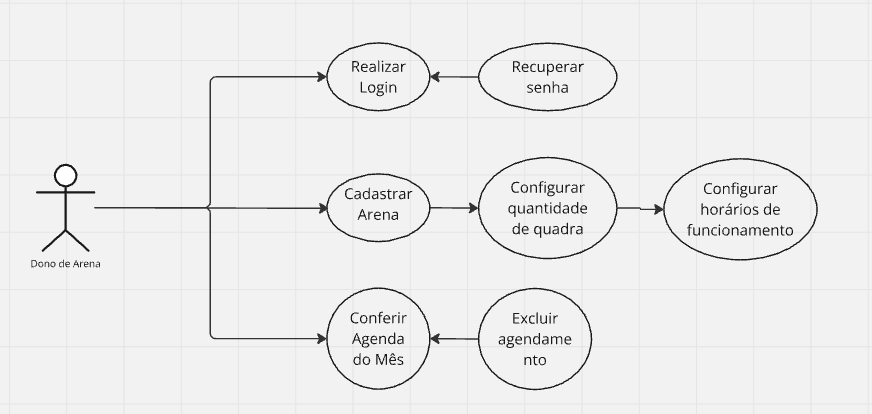 Realizar
Login
Recuperar
senha
Cadastrar
Arena
Configurar
quantidade
de quadra
Configurar
horários de
funcionamento
Dono de Arena
Conferir
Agenda
do Mês
Excluir
agendame
nto